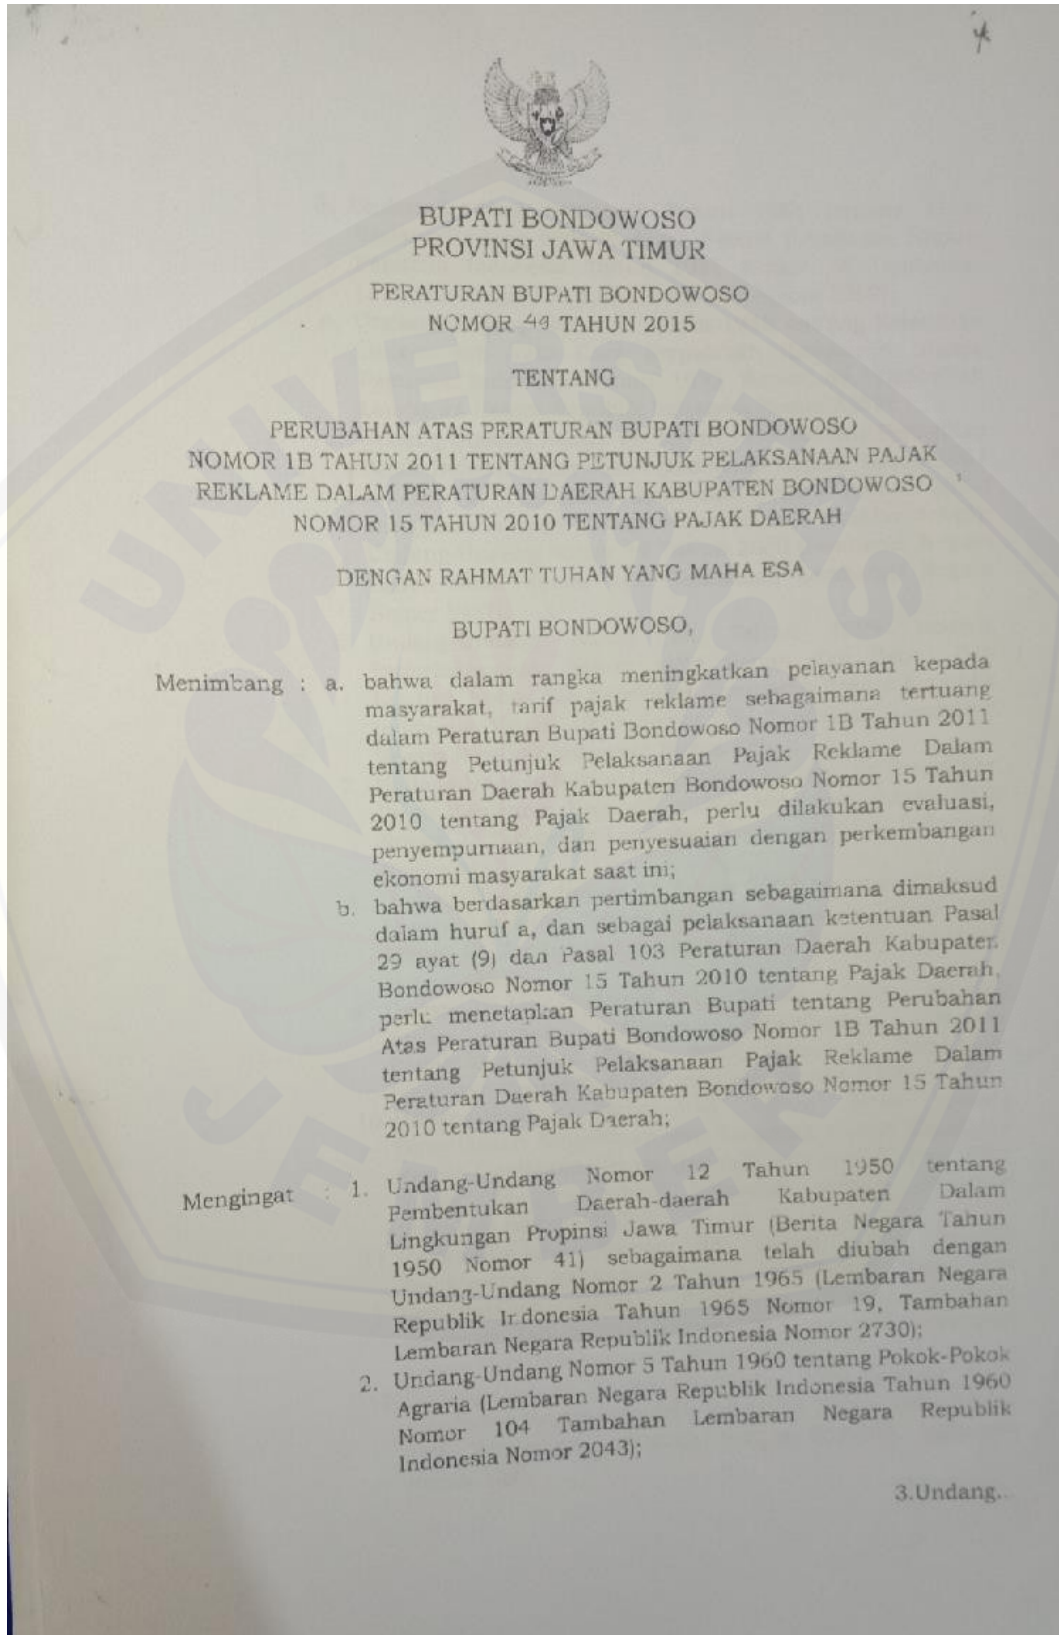 BUPATI BONDOWOSO
PROVINSI JAWA TIMUR
PERATURAN BUPATI BONDOWOSO
NOMOR 49 TAHUN 2015
TENTANG
PERUBAHAN ATAS PERATURAN BUPATI BONDOWOSO
NOMOR 1B TAHUN 2011 TENTANG PETUNJUK PELAKSANAAN PAJAK
REKLAME DALAM PERATURAN DAERAH KABUPATEN BONDOWOSO
NOMOR 15 TAHUN 2010 TENTANG PAJAK DAERAH
DENGAN RAHMAT TUHAN YANG MAHA ESA
BUPATI BONDOWOSO,
Menimbang : a. bahwa dalam rangka meningkatkan pelayanan kepada
masyarakat, tarif pajak reklame sebagaimana tertuang
dalam Peraturan Bupati Bondowoso Nomor 1B Tahun 2011
tentang Petunjuk Pelaksanaan Pajak Reklame Dalam
Peraturan Daerah Kabupaten Bondowoso Nomor 15 Tahun
2010 tentang Pajak Daerah, perlu dilakukan evaluasi,
penyempurnaan, dan penyesuaian dengan perkembangan
ekonomi masyarakat saat ini;
b. bahwa berdasarkan pertimbangan sebagaimana dimaksud
dalam huruf a, dan sebagai pelaksanaan ketentuan Pasal
29 ayat (9) dan Pasal 103 Peraturan Daerah Kabupaten
Bondowoso Nomor 15 Tahun 2010 tentang Pajak Daerah,
perlu menetapkan Peraturan Bupati tentang Perubahan
Atas Peraturan Bupati Bondowoso Nomor 1B Tahun 2011
tentang Petunjuk Pelaksanaan Pajak Reklame Dalam
Peraturan Daerah Kabupaten Bondowoso Nomor 15 Tahun
2010 tentang Pajak Daerah;
Mengingat : 1. Undang-Undang Nomor 12 Tahun 1950 tentang
Pembentukan Daerah-daerah Kabupaten Dalam
Lingkungan Propinsi Jawa Timur (Berita Negara Tahun
1950 Nomor 41) sebagaimana telah diubah dengan
Undang-Undang Nomor 2 Tahun 1965 (Lembaran Negara
Republik Indonesia Tahun 1965 Nomor 19, Tambahan
Lembaran Negara Republik Indonesia Nomor 2730);
2. Undang-Undang Nomor 5 Tahun 1960 tentang Pokok-Pokok
Agraria (Lembaran Negara Republik Indonesia Tahun 1960
Nomor 104 Tambahan Lembaran Negara Republik
Indonesia Nomor 2043);
3.Undang..
UNIVERSITAS
JEMBER